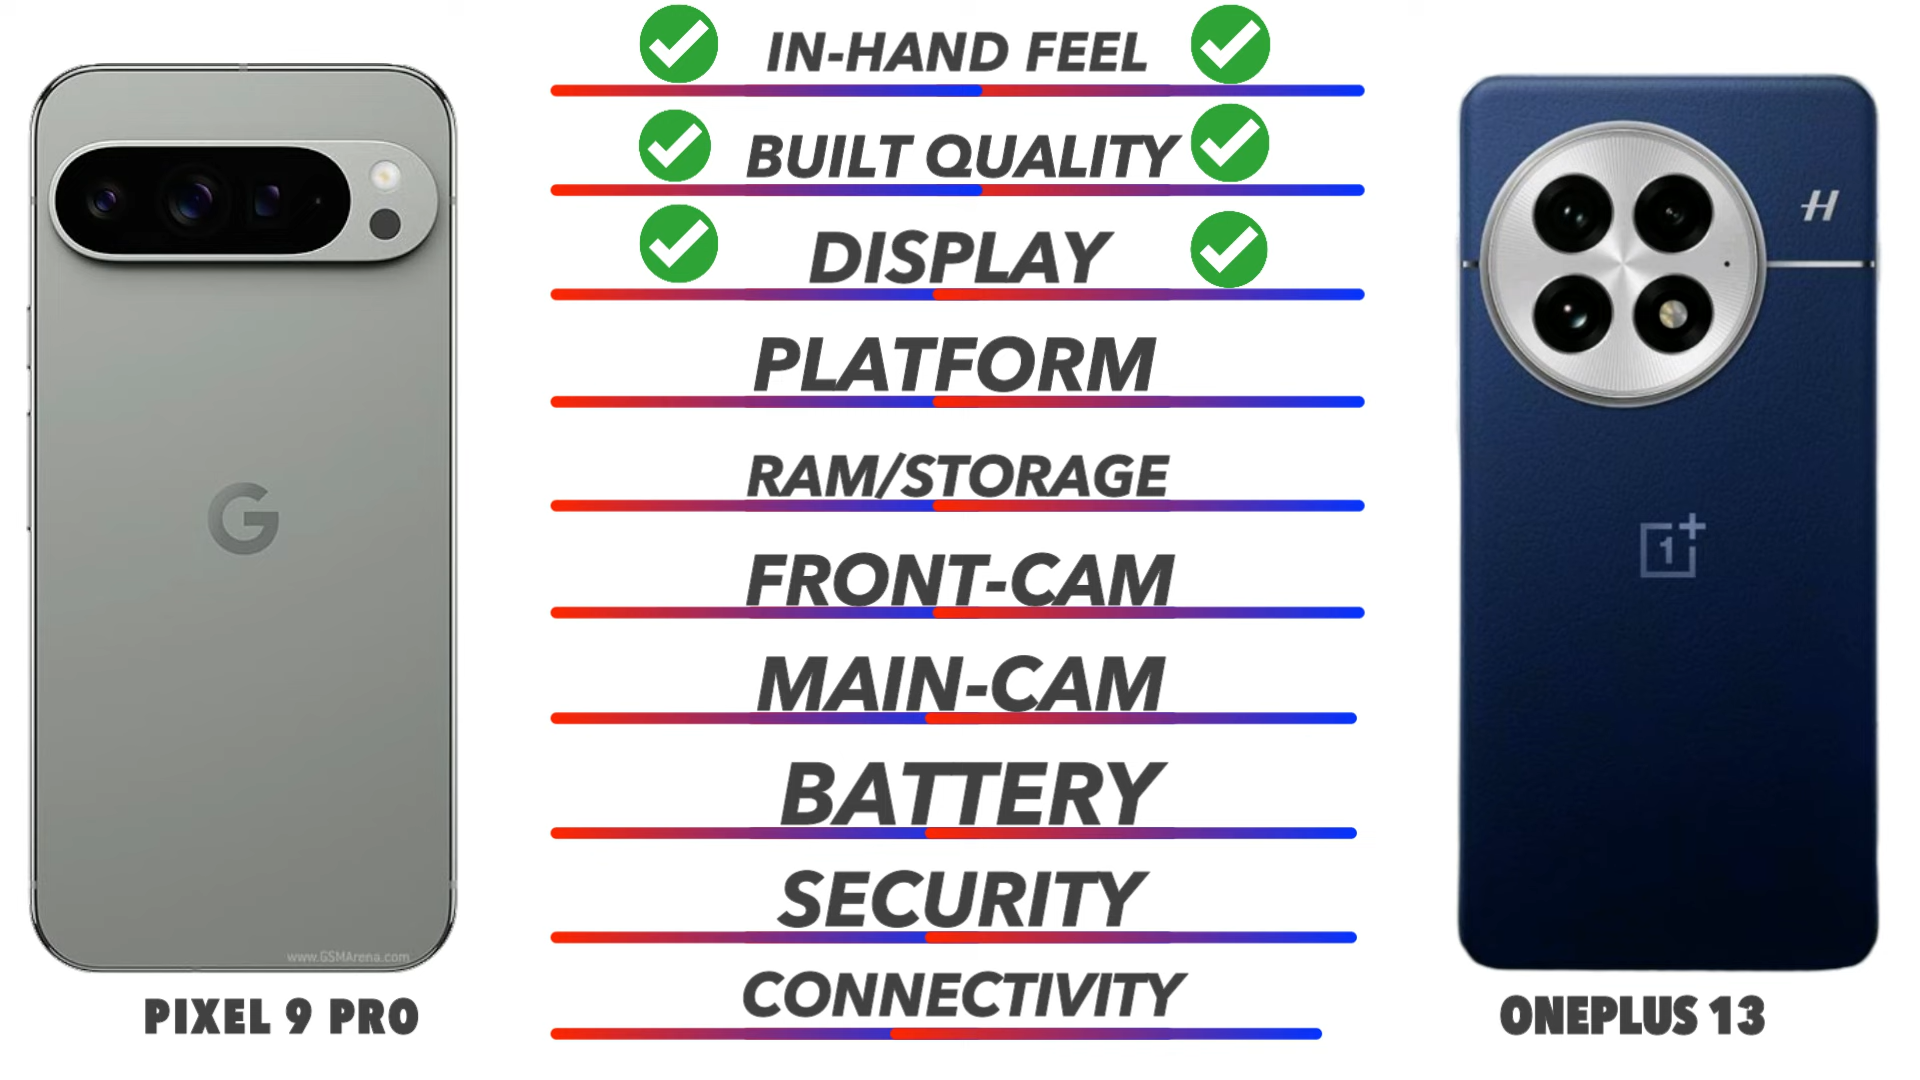 IN-HAND FEEL
BUILT QUALITY
DISPLAY
PLATFORM
RAM/STORAGE
FRONT-CAM
MAIN-CAM
BATTERY
SECURITY
CONNECTIVITY
G
www.GSMArena.com
PIXEL 9 PRO
H
1+
ONEPLUS 13